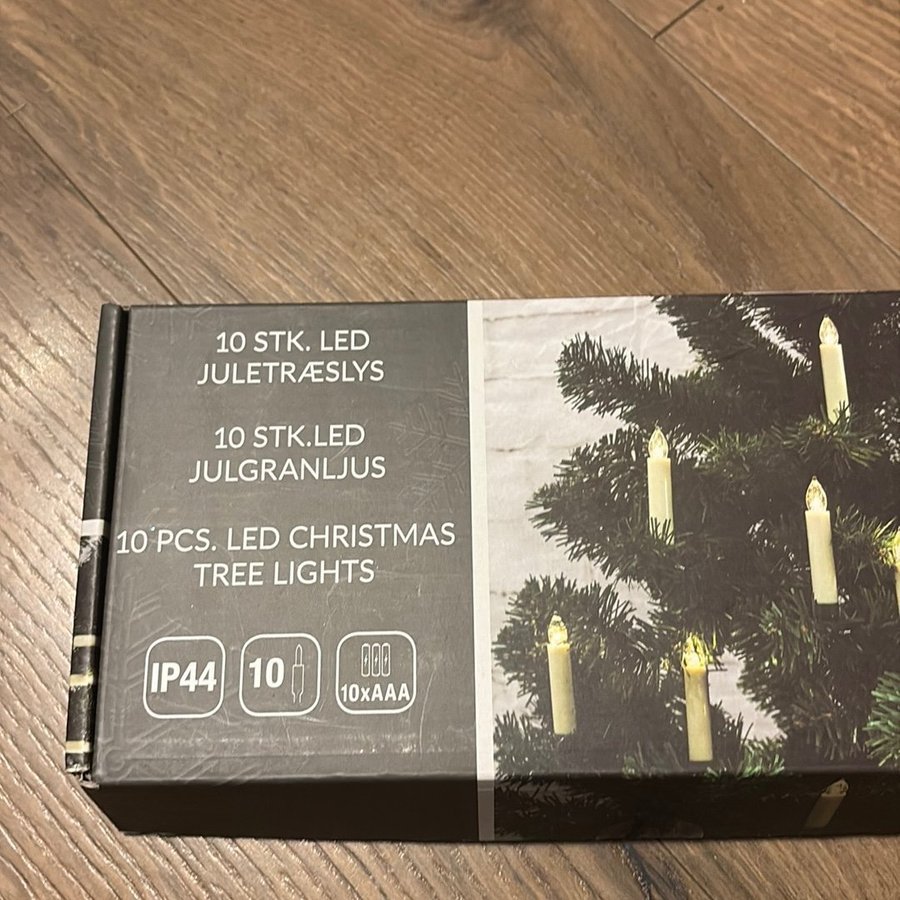 10 STK. LED
JULETRÆSLYS
10 STK.LED
JULGRANLJUS
10 PCS. LED CHRISTMAS
TREE LIGHTS
IP44
10
10xAAA